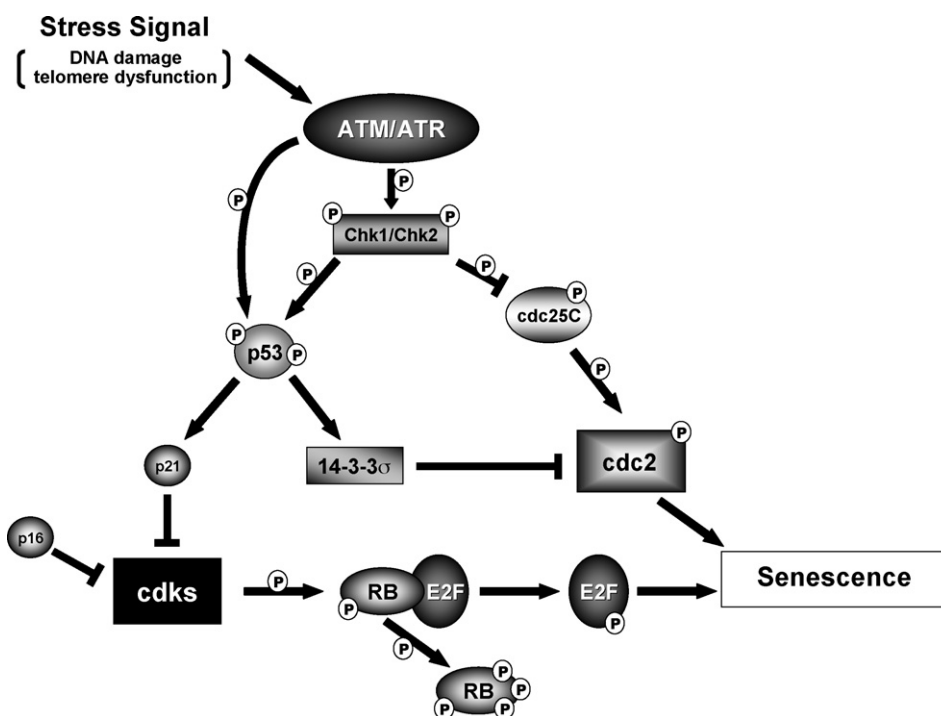 Stress Signal
DNA damage
telomere dysfunction
ATM/ATR
P
P
P
P
Chk1/Chk2
P
P
P
cdc25C
P
p53
P
P
p21
14-3-3σ
P
cdc2
p16
cdks
P
RB
E2F
P
E2F
P
Senescence
P
P
RB
P
P
P